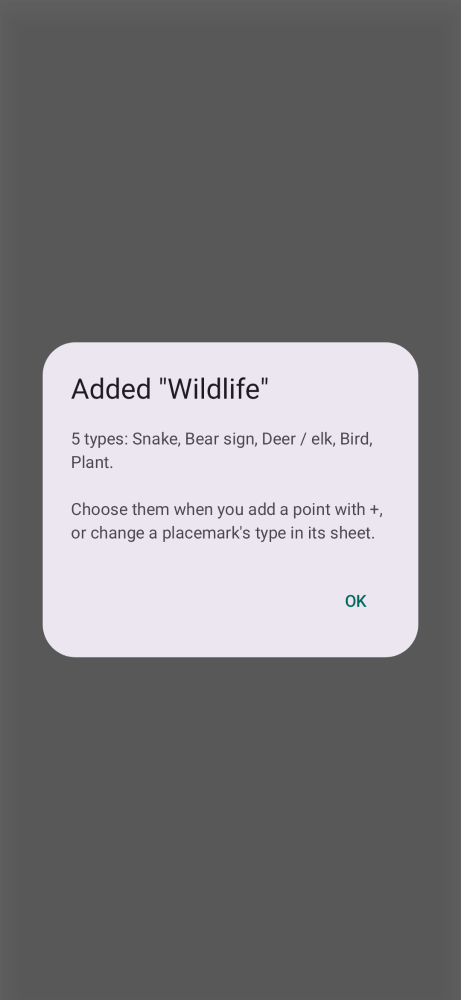 Added "Wildlife"
5 types: Snake, Bear sign, Deer / elk, Bird,
Plant.
Choose them when you add a point with +,
or change a placemark's type in its sheet.
OK